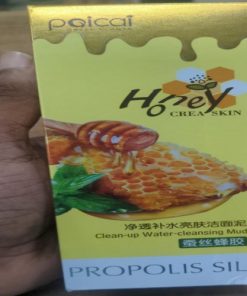 poicai
Honey
CREA SKIN
净透补水亮肤洁面泥
Clean-up Water-cleansing Mud
蚕丝蜂胶
PROPOLIS SIL